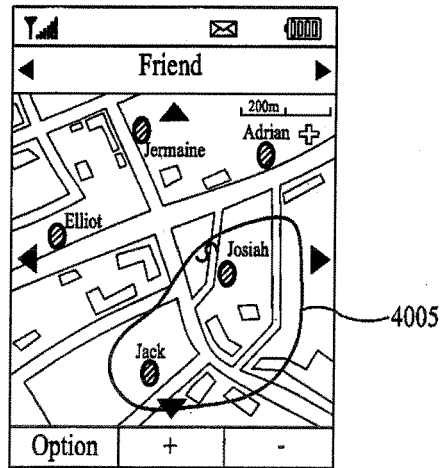 Friend
200m
Adrian
Jermaine
Elliot
Josiah
4005
Jack
Option + -